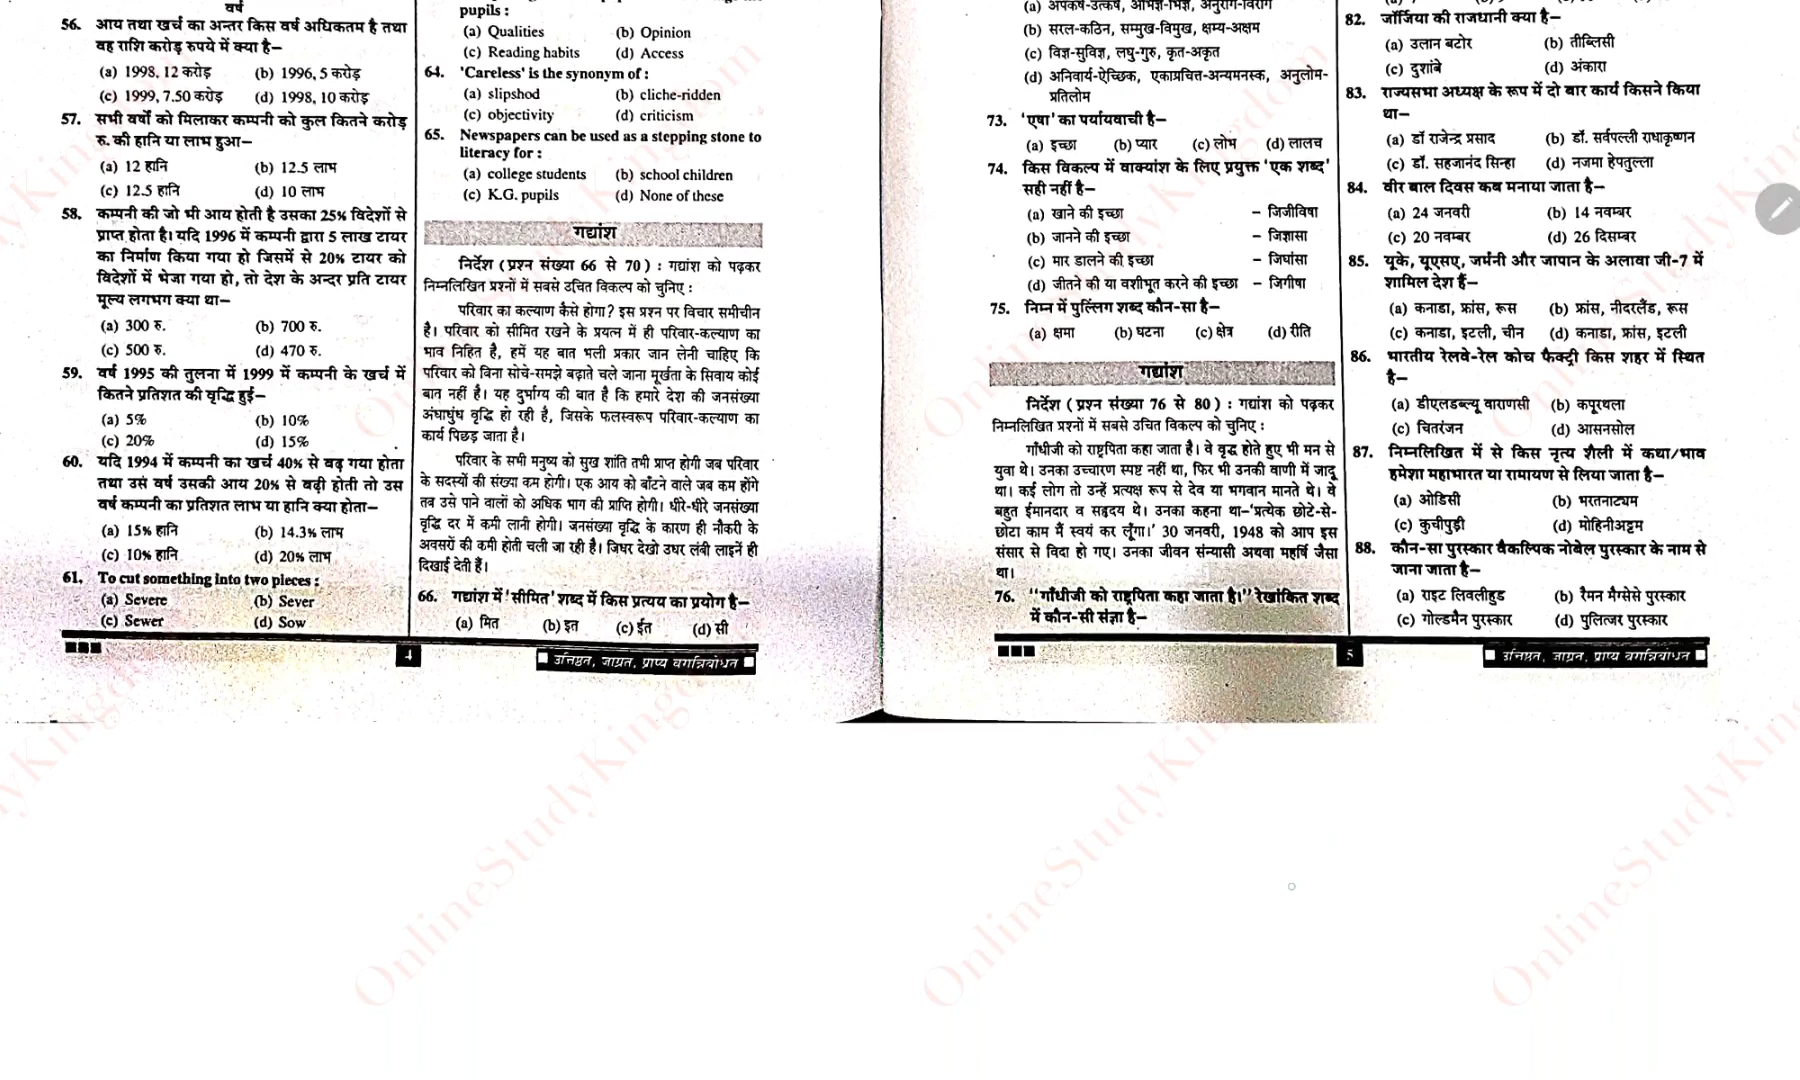 वर्ष
56. आय तथा खर्च का अन्तर किस वर्ष अधिकतम है तथा
वह राशि करोड़ रुपये में क्या है–
(a) 1998, 12 करोड़ (b) 1996, 5 करोड़
(c) 1999, 7.50 करोड़ (d) 1998, 10 करोड़
57. सभी वर्षों को मिलाकर कम्पनी को कुल कितने करोड़
रु. की हानि या लाभ हुआ–
(a) 12 हानि (b) 12.5 लाभ
(c) 12.5 हानि (d) 10 लाभ
58. कम्पनी की जो भी आय होती है उसका 25% विदेशों से
प्राप्त होता है। यदि 1996 में कम्पनी द्वारा 5 लाख टायर
का निर्माण किया गया हो जिसमें से 20% टायर को
विदेशों में भेजा गया हो, तो देश के अन्दर प्रति टायर
मूल्य लगभग क्या था–
(a) 300 रु. (b) 700 रु.
(c) 500 रु. (d) 470 रु.
59. वर्ष 1995 की तुलना में 1999 में कम्पनी के खर्च में
कितने प्रतिशत की वृद्धि हुई–
(a) 5% (b) 10%
(c) 20% (d) 15%
60. यदि 1994 में कम्पनी का खर्च 40% से बढ़ गया होता
तथा उस वर्ष उसकी आय 20% से बढ़ी होती तो उस
वर्ष कम्पनी का प्रतिशत लाभ या हानि क्या होता–
(a) 15% हानि (b) 14.3% लाभ
(c) 10% हानि (d) 20% लाभ
61. To cut something into two pieces :
(a) Severe (b) Sever
(c) Sewer (d) Sow
4
pupils :
(a) Qualities (b) Opinion
(c) Reading habits (d) Access
64. 'Careless' is the synonym of :
(a) slipshod (b) cliche-ridden
(c) objectivity (d) criticism
65. Newspapers can be used as a stepping stone to
literacy for :
(a) college students (b) school children
(c) K.G. pupils (d) None of these
गद्यांश
निर्देश ( प्रश्न संख्या 66 से 70 ) : गद्यांश को पढ़कर
निम्नलिखित प्रश्नों में सबसे उचित विकल्प को चुनिए :
परिवार का कल्याण कैसे होगा? इस प्रश्न पर विचार समीचीन
है। परिवार को सीमित रखने के प्रयत्न में ही परिवार-कल्याण का
भाव निहित है, हमें यह बात भली प्रकार जान लेनी चाहिए कि
परिवार को बिना सोचे-समझे बढ़ाते चले जाना मूर्खता के सिवाय कोई
बात नहीं है। यह दुर्भाग्य की बात है कि हमारे देश की जनसंख्या
अंधाधुंध वृद्धि हो रही है, जिसके फलस्वरूप परिवार-कल्याण का
कार्य पिछड़ जाता है।
परिवार के सभी मनुष्य को सुख शांति तभी प्राप्त होगी जब परिवार
के सदस्यों की संख्या कम होगी। एक आय को बाँटने वाले जब कम होंगे
तब उसे पाने वालों को अधिक भाग की प्राप्ति होगी। धीरे-धीरे जनसंख्या
वृद्धि दर में कमी लानी होगी। जनसंख्या वृद्धि के कारण ही नौकरी के
अवसरों की कमी होती चली जा रही है। जिधर देखो उधर लंबी लाइनें ही
दिखाई देती हैं।
66. गद्यांश में 'सीमित' शब्द में किस प्रत्यय का प्रयोग है–
(a) मित (b) इत (c) ईत (d) सी
उत्तिष्ठत, जाग्रत, प्राप्य वरान्निबोधत
(a) अपकर्ष-उत्कर्ष, अभिज्ञ-भिज्ञ, अनुराग-विराग
(b) सरल-कठिन, सम्मुख-विमुख, क्षम्य-अक्षम
(c) विज्ञ-सुविज्ञ, लघु-गुरु, कृत-अकृत
(d) अनिवार्य-ऐच्छिक, एकाग्रचित्त-अन्यमनस्क, अनुलोम-
प्रतिलोम
73. 'एषा' का पर्यायवाची है–
(a) इच्छा (b) प्यार (c) लोभ (d) लालच
74. किस विकल्प में वाक्यांश के लिए प्रयुक्त 'एक शब्द'
सही नहीं है–
(a) खाने की इच्छा – जिजीविषा
(b) जानने की इच्छा – जिज्ञासा
(c) मार डालने की इच्छा – जिघांसा
(d) जीतने की या वशीभूत करने की इच्छा – जिगीषा
75. निम्न में पुल्लिंग शब्द कौन-सा है–
(a) क्षमा (b) घटना (c) क्षेत्र (d) रीति
गद्यांश
निर्देश ( प्रश्न संख्या 76 से 80 ) : गद्यांश को पढ़कर
निम्नलिखित प्रश्नों में सबसे उचित विकल्प को चुनिए :
गाँधीजी को राष्ट्रपिता कहा जाता है। वे वृद्ध होते हुए भी मन से
युवा थे। उनका उच्चारण स्पष्ट नहीं था, फिर भी उनकी वाणी में जादू
था। कई लोग तो उन्हें प्रत्यक्ष रूप से देव या भगवान मानते थे। वे
बहुत ईमानदार व सहृदय थे। उनका कहना था–'प्रत्येक छोटे-से-
छोटा काम मैं स्वयं कर लूँगा।' 30 जनवरी, 1948 को आप इस
संसार से विदा हो गए। उनका जीवन संन्यासी अथवा महर्षि जैसा
था।
76. "गाँधीजी को राष्ट्रपिता कहा जाता है।" रेखांकित शब्द
में कौन-सी संज्ञा है–
5
82. जॉर्जिया की राजधानी क्या है–
(a) उलान बटोर (b) तीब्लिसी
(c) दुशांबे (d) अंकारा
83. राज्यसभा अध्यक्ष के रूप में दो बार कार्य किसने किया
था–
(a) डॉ राजेन्द्र प्रसाद (b) डॉ. सर्वपल्ली राधाकृष्णन
(c) डॉ. सहजानंद सिन्हा (d) नजमा हेपतुल्ला
84. वीर बाल दिवस कब मनाया जाता है–
(a) 24 जनवरी (b) 14 नवम्बर
(c) 20 नवम्बर (d) 26 दिसम्बर
85. यूके, यूएसए, जर्मनी और जापान के अलावा जी-7 में
शामिल देश हैं–
(a) कनाडा, फ्रांस, रूस (b) फ्रांस, नीदरलैंड, रूस
(c) कनाडा, इटली, चीन (d) कनाडा, फ्रांस, इटली
86. भारतीय रेलवे-रेल कोच फैक्ट्री किस शहर में स्थित
है–
(a) डीएलडब्ल्यू वाराणसी (b) कपूरथला
(c) चितरंजन (d) आसनसोल
87. निम्नलिखित में से किस नृत्य शैली में कथा/भाव
हमेशा महाभारत या रामायण से लिया जाता है–
(a) ओडिसी (b) भरतनाट्यम
(c) कुचीपुड़ी (d) मोहिनीअट्टम
88. कौन-सा पुरस्कार वैकल्पिक नोबेल पुरस्कार के नाम से
जाना जाता है–
(a) राइट लिवलीहुड (b) रैमन मैग्सेसे पुरस्कार
(c) गोल्डमैन पुरस्कार (d) पुलित्जर पुरस्कार
उत्तिष्ठत, जाग्रत, प्राप्य वरान्निबोधत
OnlineStudyKingdom
OnlineStudyKingdom
OnlineStudyKing